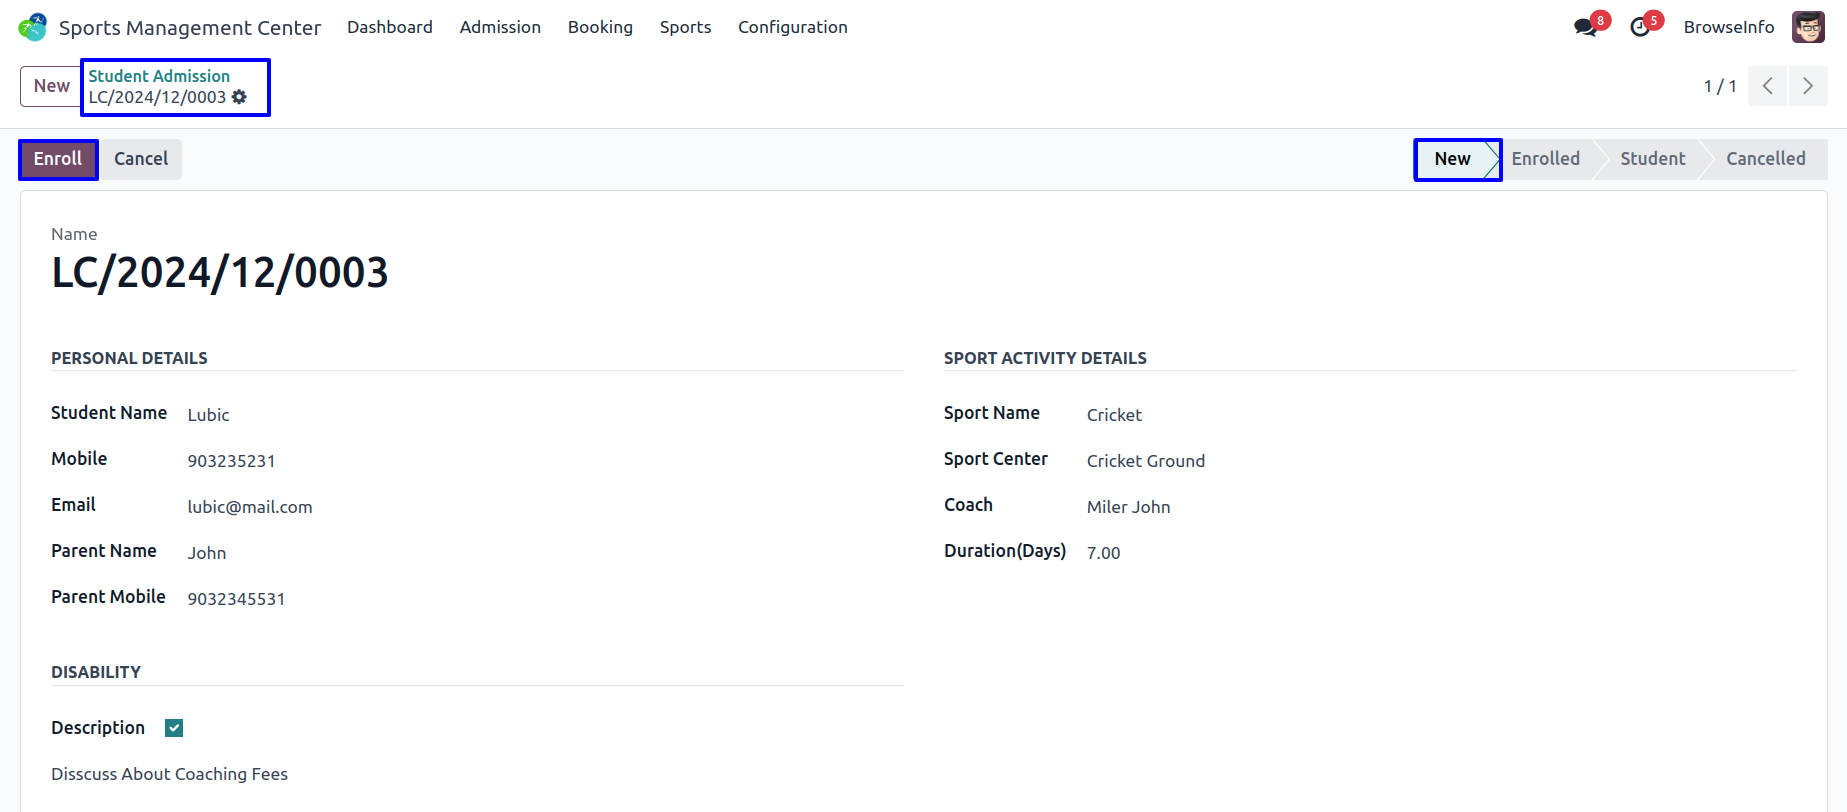 Sports Management Center Dashboard Admission Booking Sports Configuration 8 5 BrowseInfo
New Student Admission
LC/2024/12/0003 1 / 1
Enroll Cancel New Enrolled Student Cancelled
Name
LC/2024/12/0003
PERSONAL DETAILS SPORT ACTIVITY DETAILS
Student Name Lubic Sport Name Cricket
Mobile 903235231 Sport Center Cricket Ground
Email lubic@mail.com Coach Miler John
Parent Name John Duration(Days) 7.00
Parent Mobile 9032345531
DISABILITY
Description
Disscuss About Coaching Fees